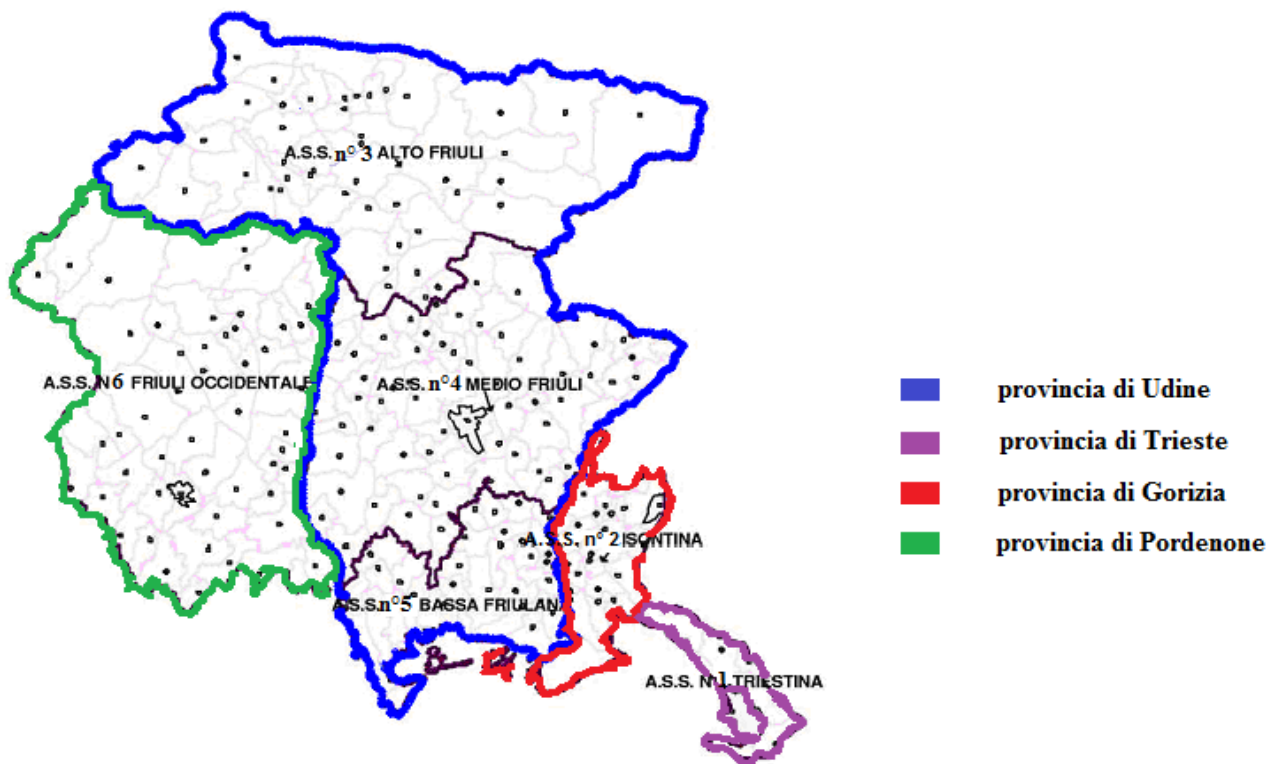 A.S.S. n° 3 ALTO FRIULI
A.S.S. N6 FRIULI OCCIDENTALE
A.S.S. n°4 MEDIO FRIULI
provincia di Udine
provincia di Trieste
provincia di Gorizia
provincia di Pordenone
A.S.S. n° 2 ISONTINA
A.S.S. n°5 BASSA FRIULANA
A.S.S. N°1 TRIESTINA